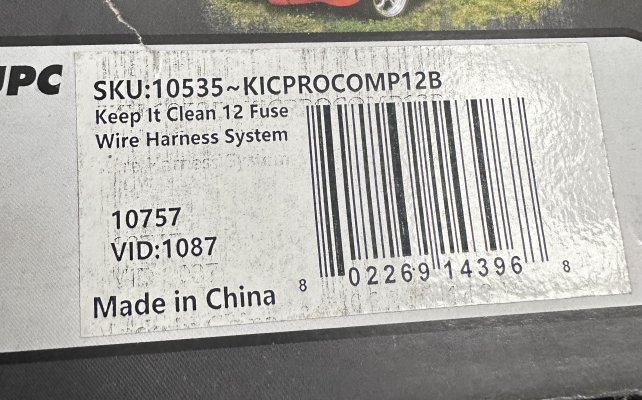 UPC
SKU:10535~KICPROCOMP12B
Keep It Clean 12 Fuse
Wire Harness System
10757
VID:1087
Made in China
8 02269 14396 8